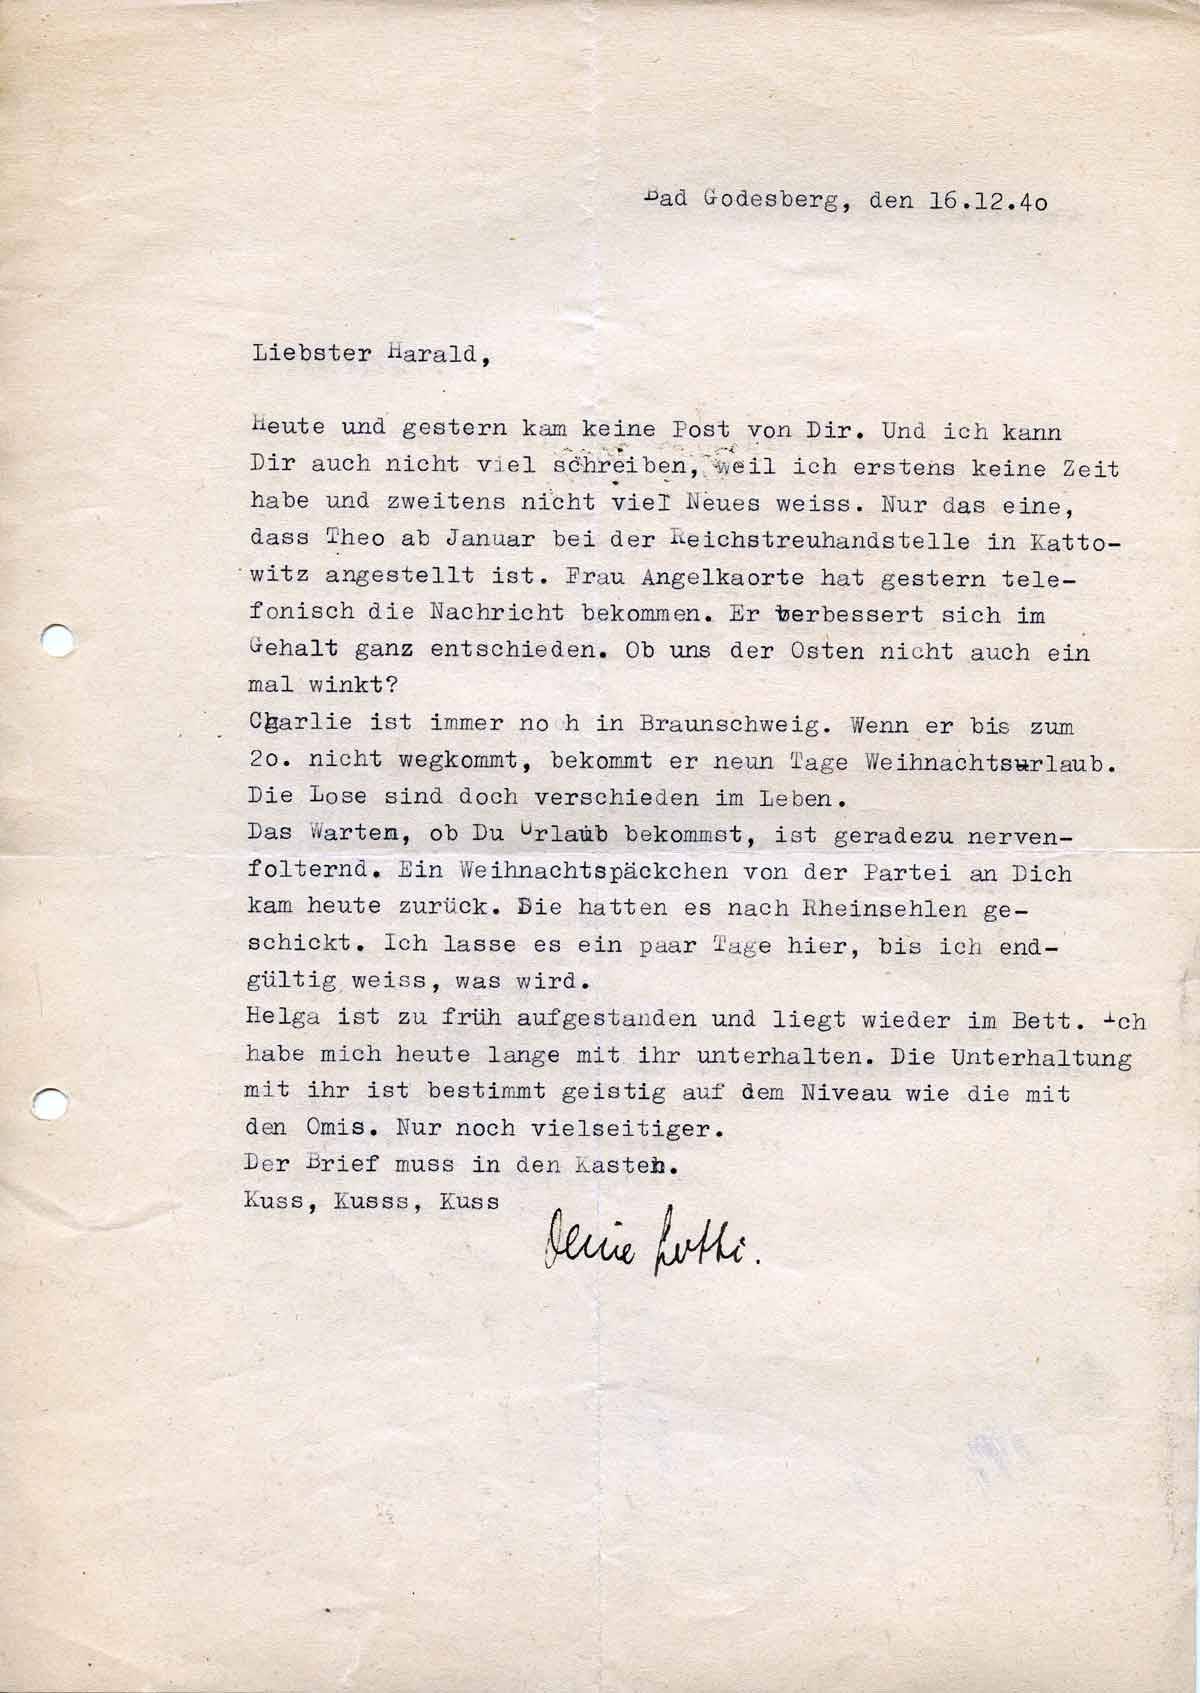 Bad Godesberg, den 16.12.4o
Liebster Harald,
Heute und gestern kam keine Post von Dir. Und ich kann
Dir auch nicht viel schreiben, weil ich erstens keine Zeit
habe und zweitens nicht viel Neues weiss. Nur das eine,
dass Theo ab Januar bei der Reichstreuhandstelle in Katto-
witz angestellt ist. Frau Angelkaorte hat gestern tele-
fonisch die Nachricht bekommen. Er verbessert sich im
Gehalt ganz entschieden. Ob uns der Osten nicht auch ein
mal winkt?
Charlie ist immer noch in Braunschweig. Wenn er bis zum
2o. nicht wegkommt, bekommt er neun Tage Weihnachtsurlaub.
Die Lose sind doch verschieden im Leben.
Das Warten, ob Du Urlaub bekommst, ist geradezu nerven-
folternd. Ein Weihnachtspäckchen von der Partei an Dich
kam heute zurück. Die hatten es nach Rheinsehlen ge-
schickt. Ich lasse es ein paar Tage hier, bis ich end-
gültig weiss, was wird.
Helga ist zu früh aufgestanden und liegt wieder im Bett. Ich
habe mich heute lange mit ihr unterhalten. Die Unterhaltung
mit ihr ist bestimmt geistig auf dem Niveau wie die mit
den Omis. Nur noch vielseitiger.
Der Brief muss in den Kasten.
Kuss, Kusss, Kuss
Deine Lotti.